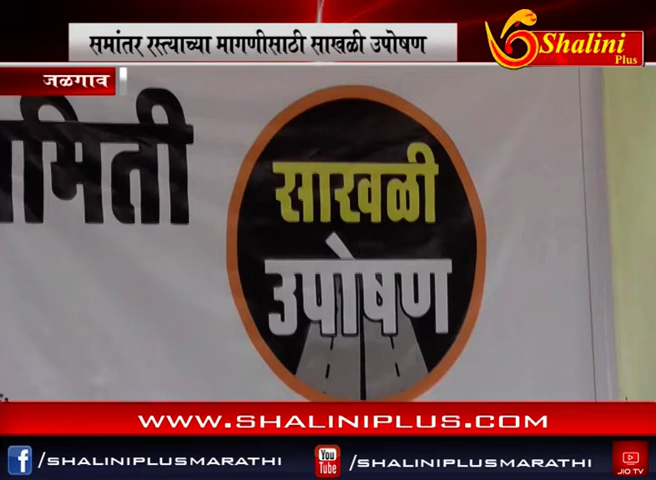 समांतर रस्त्याच्या मागणीसाठी साखळी उपोषण
Shalini
Plus
जळगाव
मिती
साखळी
उपोषण
WWW.SHALINIPLUS.COM
/SHALINIPLUSMARATHI
You
Tube
/SHALINIPLUSMARATHI
JIO TV